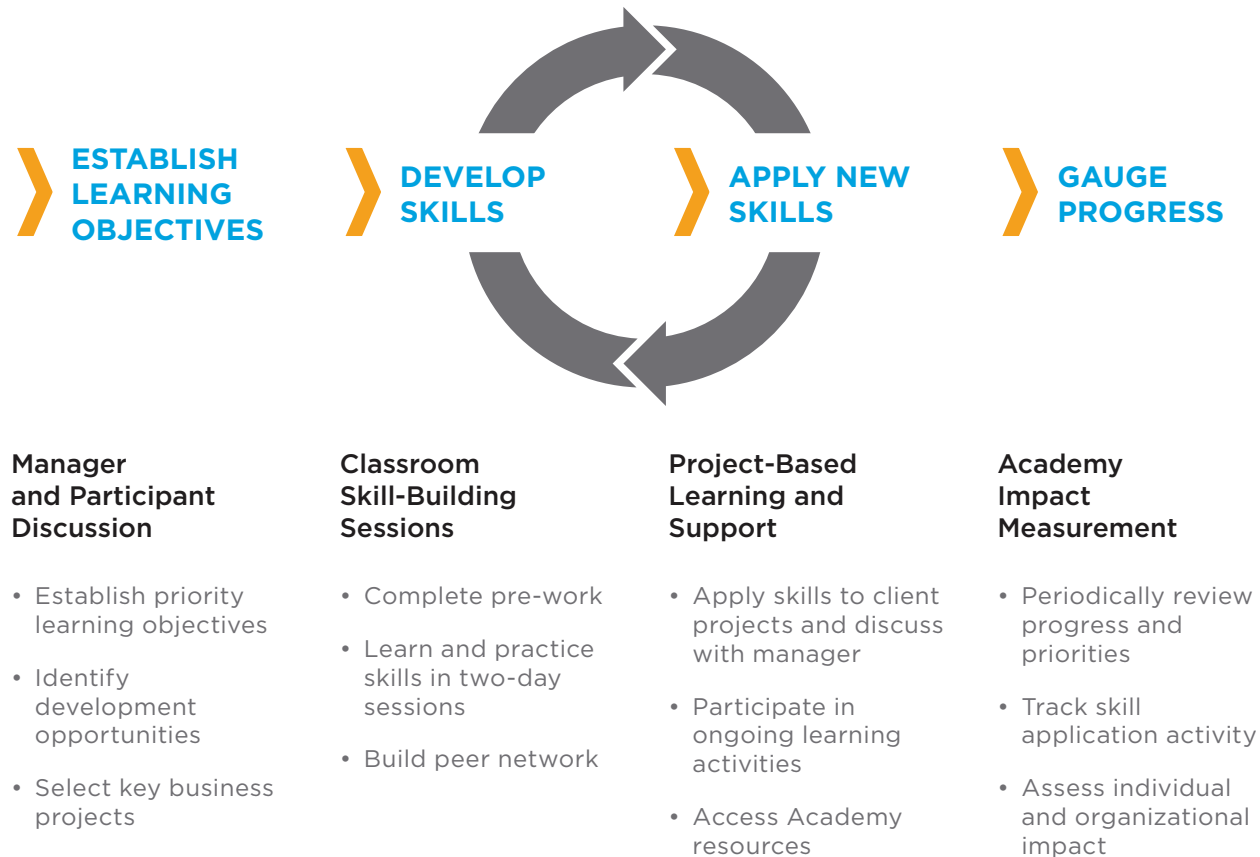 ESTABLISH
LEARNING
OBJECTIVES
DEVELOP
SKILLS
APPLY NEW
SKILLS
GAUGE
PROGRESS
Manager
and Participant
Discussion
• Establish priority
learning objectives
• Identify
development
opportunities
• Select key business
projects
Classroom
Skill-Building
Sessions
• Complete pre-work
• Learn and practice
skills in two-day
sessions
• Build peer network
Project-Based
Learning and
Support
• Apply skills to client
projects and discuss
with manager
• Participate in
ongoing learning
activities
• Access Academy
resources
Academy
Impact
Measurement
• Periodically review
progress and
priorities
• Track skill
application activity
• Assess individual
and organizational
impact